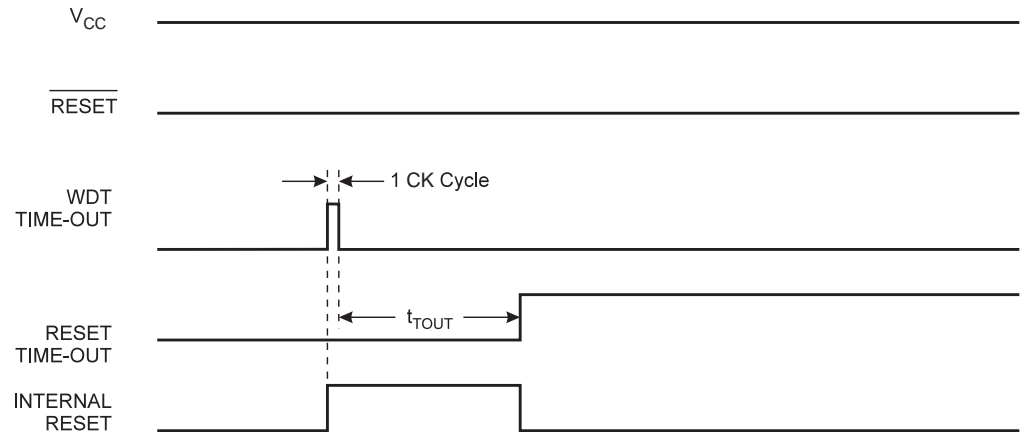 VCC
RESET
1 CK Cycle
WDT
TIME-OUT
tTOUT
RESET
TIME-OUT
INTERNAL
RESET